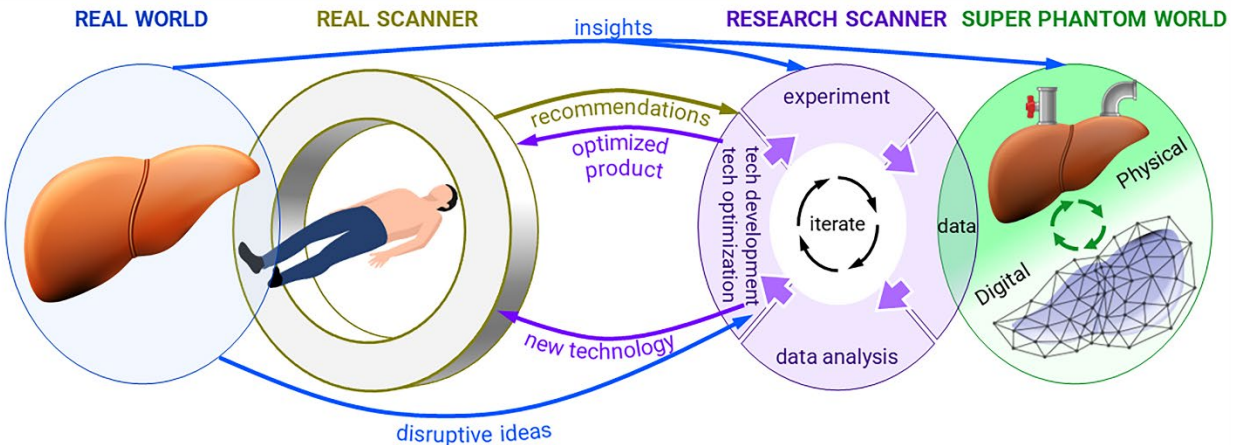 REAL WORLD
REAL SCANNER
RESEARCH SCANNER
SUPER PHANTOM WORLD
insights
recommendations
optimized
product
experiment
tech development
tech optimization
iterate
data
Physical
Digital
new technology
data analysis
disruptive ideas